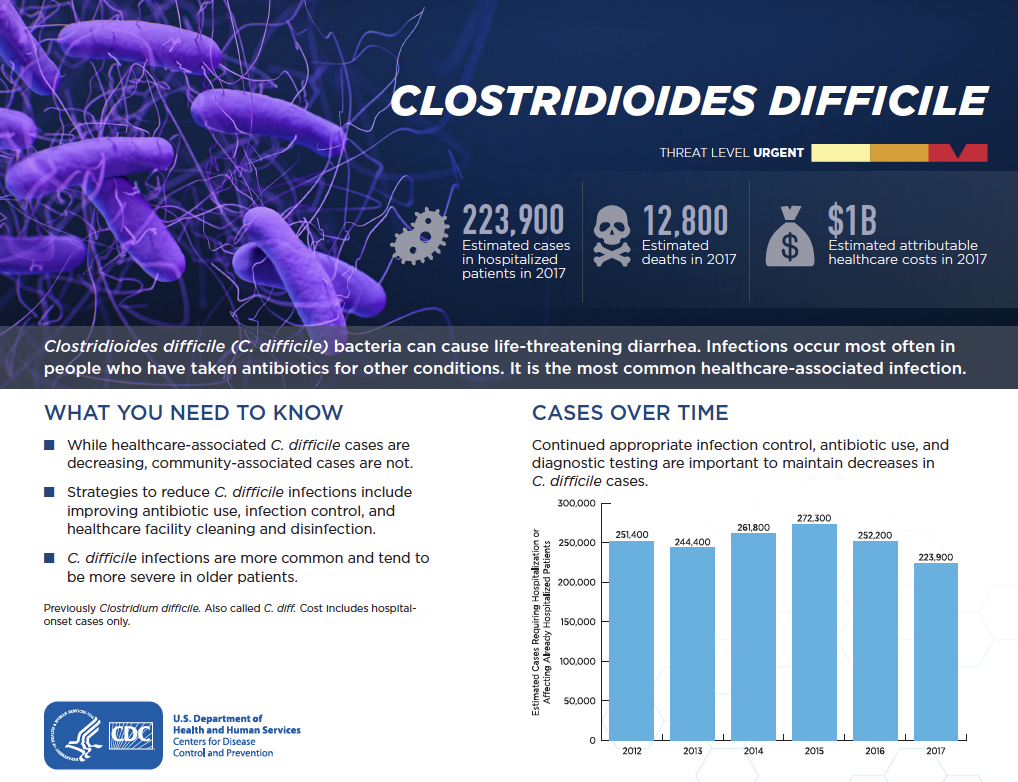 CLOSTRIDIOIDES DIFFICILE
THREAT LEVEL URGENT
223,900
Estimated cases
in hospitalized
patients in 2017
12,800
Estimated
deaths in 2017
$
$1B
Estimated attributable
healthcare costs in 2017
Clostridioides difficile (C. difficile) bacteria can cause life-threatening diarrhea. Infections occur most often in
people who have taken antibiotics for other conditions. It is the most common healthcare-associated infection.
WHAT YOU NEED TO KNOW
■ While healthcare-associated C. difficile cases are
decreasing, community-associated cases are not.
■ Strategies to reduce C. difficile infections include
improving antibiotic use, infection control, and
healthcare facility cleaning and disinfection.
■ C. difficile infections are more common and tend to
be more severe in older patients.
Previously Clostridium difficile. Also called C. diff. Cost includes hospital-
onset cases only.
CASES OVER TIME
Continued appropriate infection control, antibiotic use, and
diagnostic testing are important to maintain decreases in
C. difficile cases.
Estimated Cases Requiring Hospitalization or
Affecting Already Hospitalized Patients
300,000
250,000
200,000
150,000
100,000
50,000
0
251,400
244,400
261,800
272,300
252,200
223,900
2012 2013 2014 2015 2016 2017
CDC
U.S. Department of
Health and Human Services
Centers for Disease
Control and Prevention